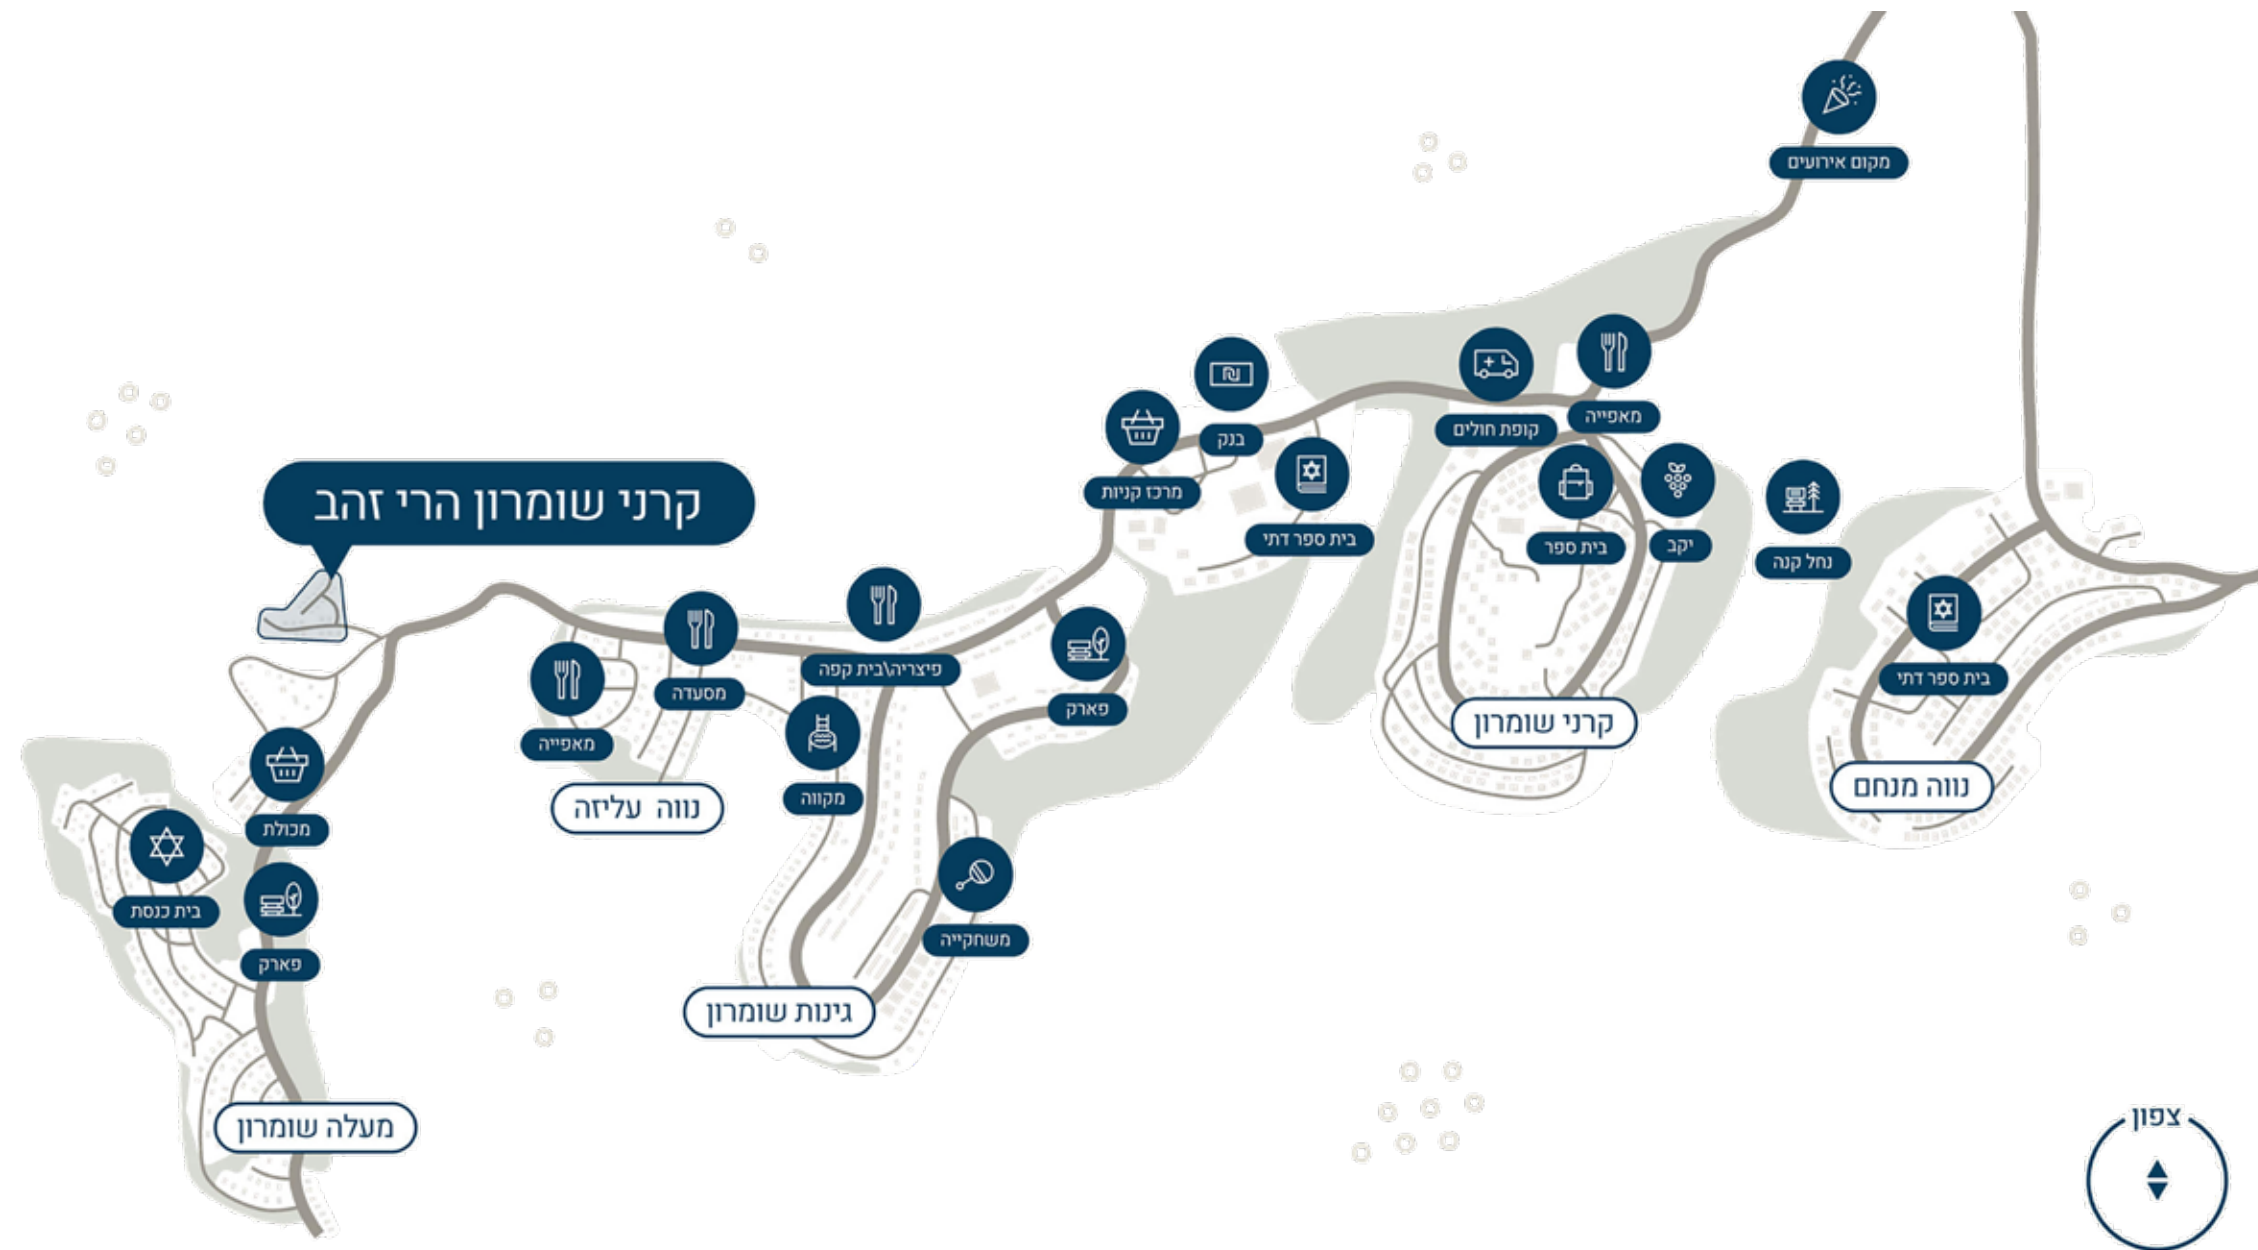 מקום אירועים
מאפייה
קופת חולים
בנק
מרכז קניות
בית ספר דתי
בית ספר
יקב
נחל קנה
קרני שומרון הרי זהב
בית ספר דתי
פיצריה\בית קפה
מסעדה
פארק
מאפייה
קרני שומרון
נווה מנחם
מקווה
נווה עליזה
מכולת
בית כנסת
משחקייה
פארק
גינות שומרון
מעלה שומרון
צפון